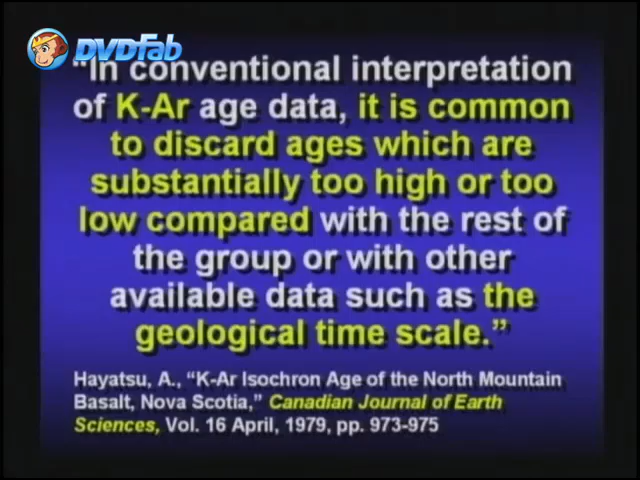 DVDFab
"In conventional interpretation
of K-Ar age data, it is common
to discard ages which are
substantially too high or too
low compared with the rest of
the group or with other
available data such as the
geological time scale."
Hayatsu, A., "K-Ar Isochron Age of the North Mountain
Basalt, Nova Scotia," Canadian Journal of Earth
Sciences, Vol. 16 April, 1979, pp. 973-975